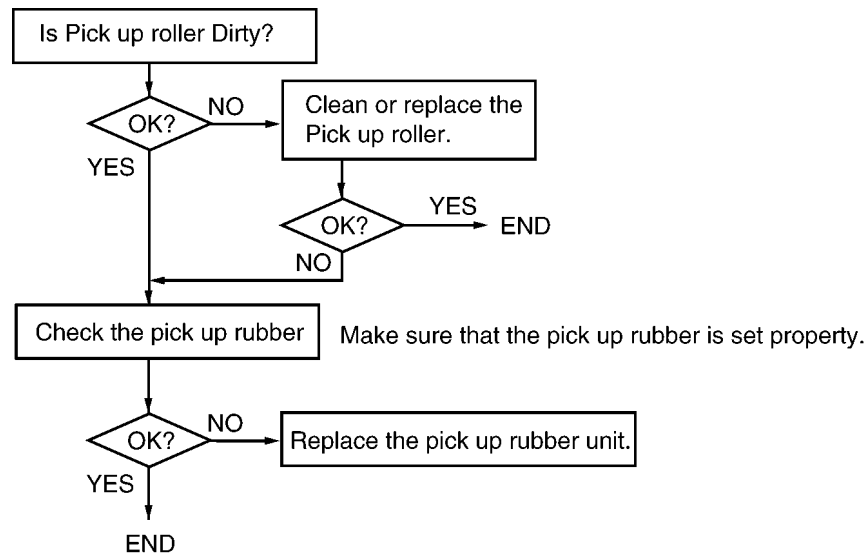 Is Pick up roller Dirty?
OK?
NO
Clean or replace the
Pick up roller.
YES
OK?
YES
END
NO
Check the pick up rubber
Make sure that the pick up rubber is set property.
OK?
NO
Replace the pick up rubber unit.
YES
END